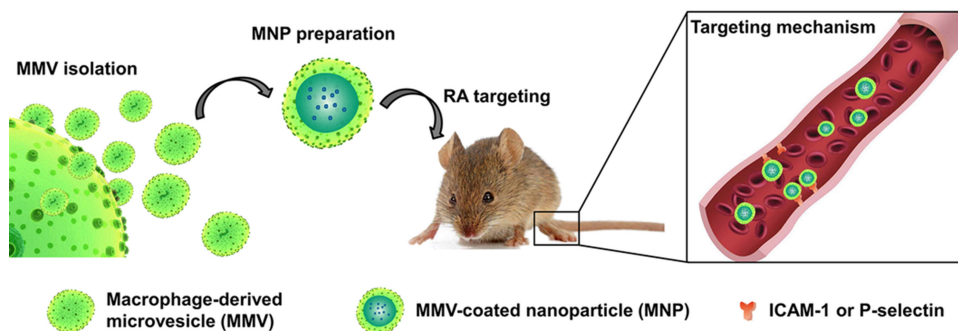 MMV isolation
MNP preparation
RA targeting
Targeting mechanism
Macrophage-derived
microvesicle (MMV)
MMV-coated nanoparticle (MNP)
ICAM-1 or P-selectin